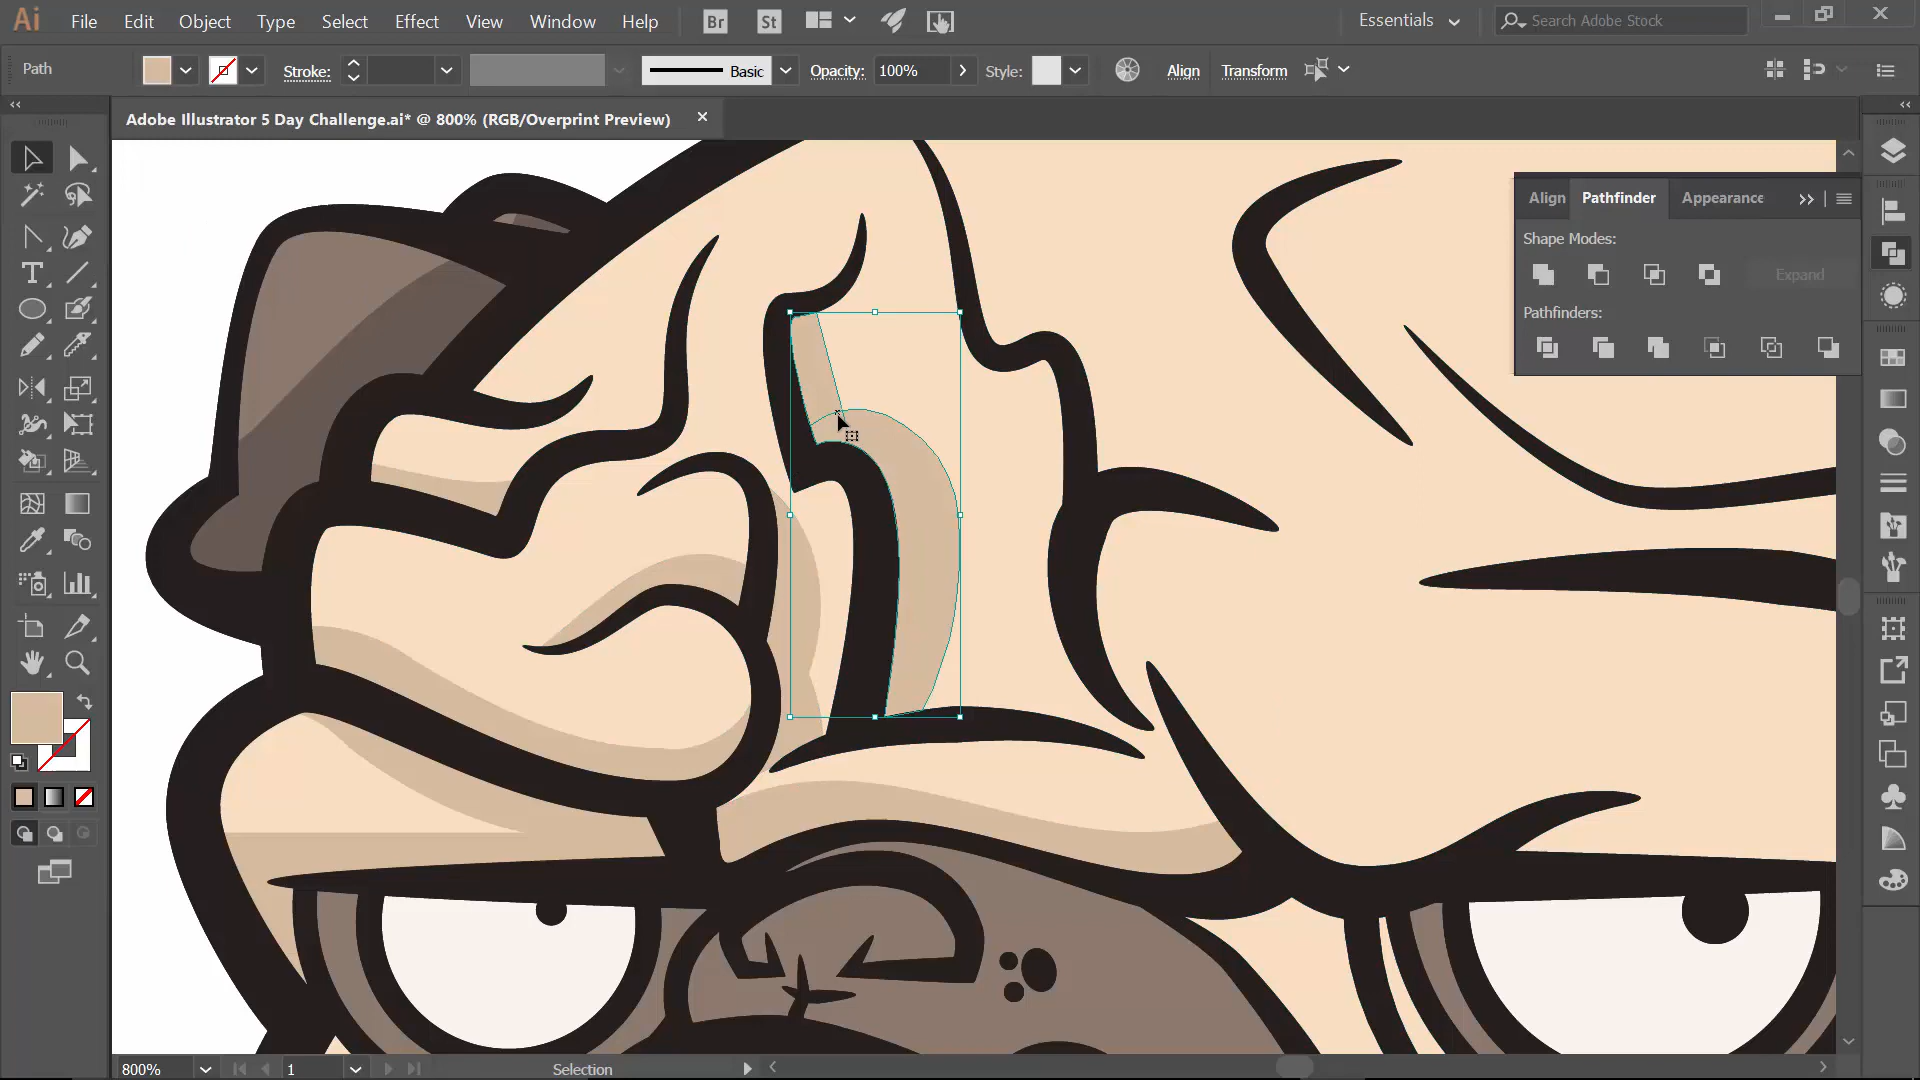 Ai File Edit Object Type Select Effect View Window Help Br St Essentials Search Adobe Stock
Path Stroke: Basic Opacity: 100% Style: Align Transform
Adobe Illustrator 5 Day Challenge.ai* @ 800% (RGB/Overprint Preview)
Align Pathfinder Appearance
Shape Modes:
Expand
Pathfinders:
800% 1 Selection